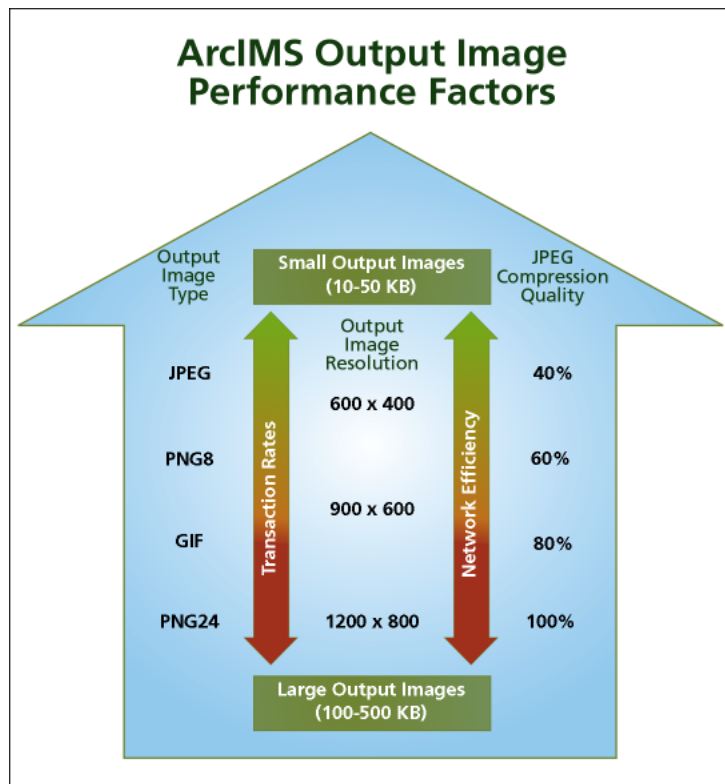 ArcIMS Output Image
Performance Factors
Output
Image
Type
Small Output Images
(10-50 KB)
JPEG
Compression
Quality
Output
Image
Resolution
JPEG
40%
600 x 400
PNG8
60%
Transaction Rates
Network Efficiency
900 x 600
GIF
80%
PNG24
1200 x 800
100%
Large Output Images
(100-500 KB)